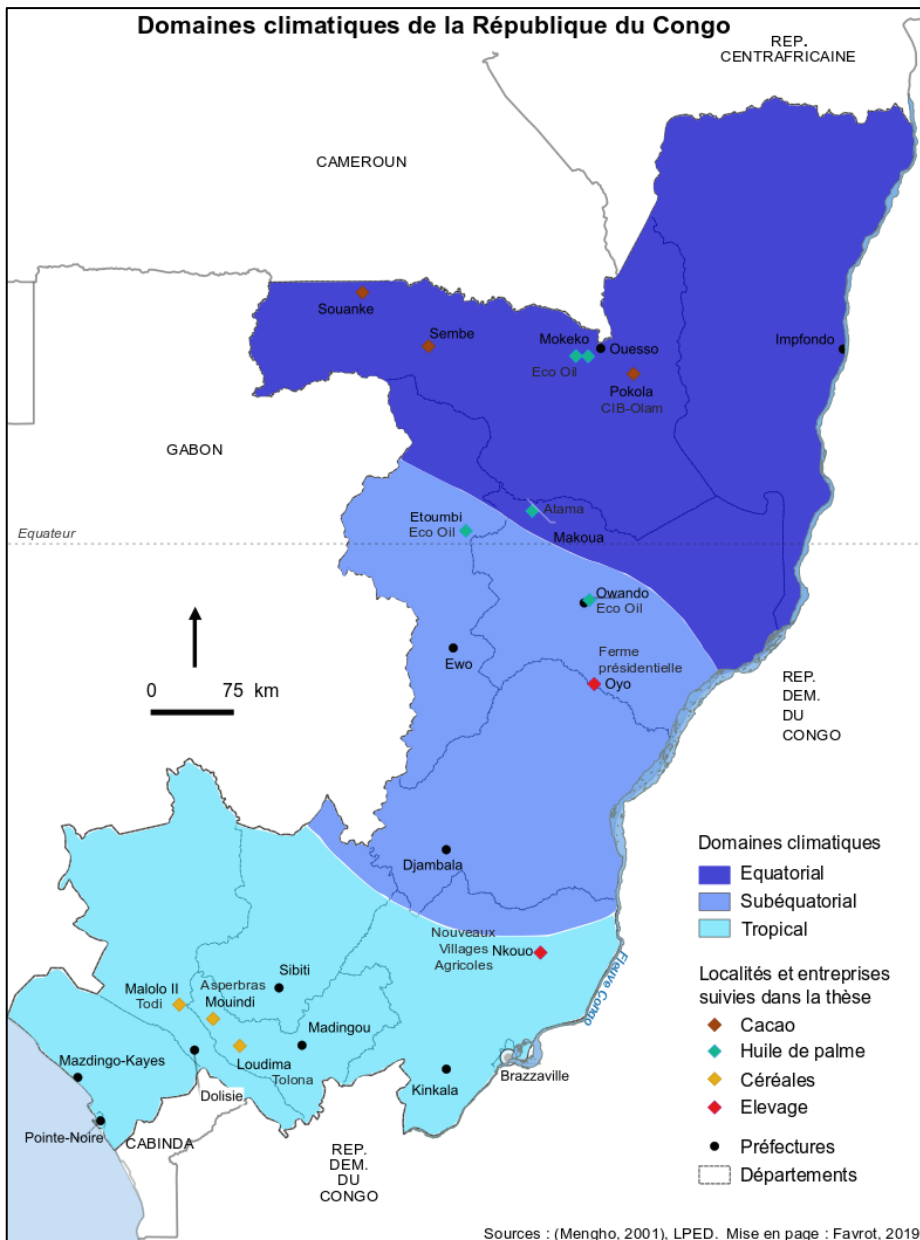 Domaines climatiques de la République du Congo
REP.
CENTRAFRICAINE
CAMEROUN
Souanke
Sembe
Mokeko
Ouesso
Impfondo
Eco Oil
Pokola
CIB-Olam
GABON
Atama
Etoumbi
Eco Oil
Makoua
Equateur
Owando
Eco Oil
Ewo
Ferme
présidentielle
Oyo
0 75 km
REP.
DEM.
DU
CONGO
Djambala
Domaines climatiques
Equatorial
Subéquatorial
Tropical
Nouveaux
Villages
Agricoles
Nkouo
Fleuve Congo
Sibiti
Malolo II
Todi
Asperbras
Mouindi
Madingou
Loudima
Tolona
Mazdingo-Kayes
Dolisie
Kinkala
Brazzaville
Pointe-Noire
CABINDA
REP.
DEM.
DU
CONGO
Localités et entreprises
suivies dans la thèse
Cacao
Huile de palme
Céréales
Elevage
Préfectures
Départements
Sources : (Mengho, 2001), LPED. Mise en page : Favrot, 2019